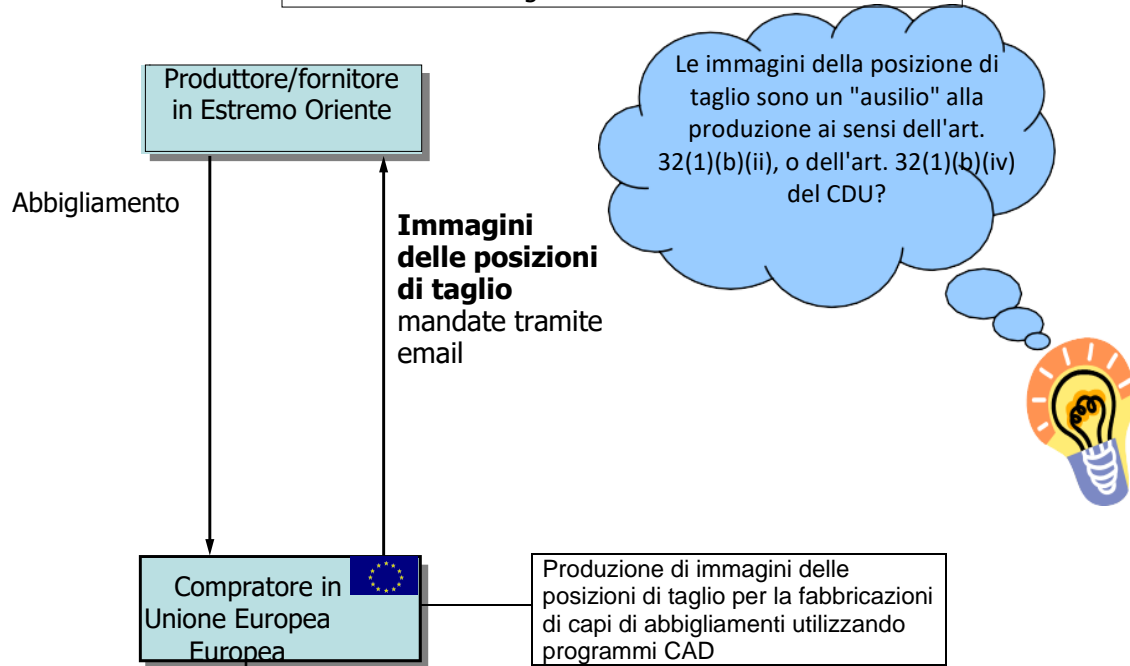 Produttore/fornitore
in Estremo Oriente
Le immagini della posizione di
taglio sono un "ausilio" alla
produzione ai sensi dell'art.
32(1)(b)(ii), o dell'art. 32(1)(b)(iv)
del CDU?
Abbigliamento
Immagini
delle posizioni
di taglio
mandate tramite
email
Compratore in
Unione Europea
Europea
Produzione di immagini delle
posizioni di taglio per la fabbricazioni
di capi di abbigliamenti utilizzando
programmi CAD